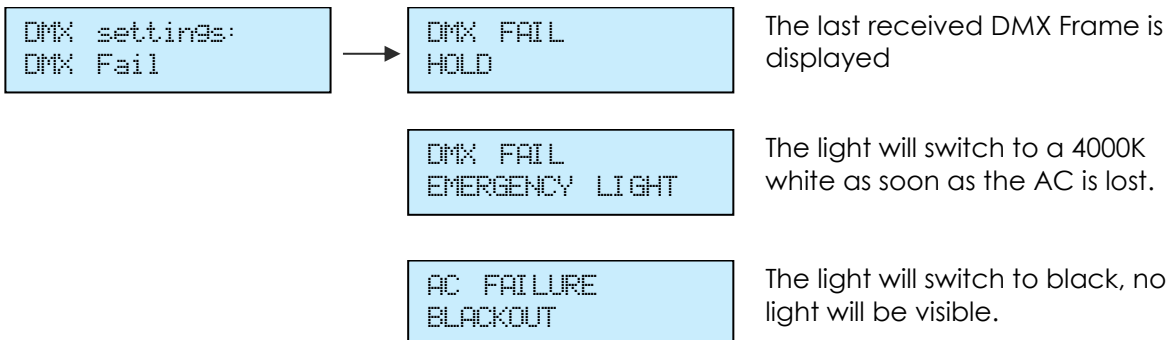 DMX settings:
DMX Fail
DMX FAIL
HOLD
The last received DMX Frame is
displayed
DMX FAIL
EMERGENCY LIGHT
The light will switch to a 4000K
white as soon as the AC is lost.
AC FAILURE
BLACKOUT
The light will switch to black, no
light will be visible.